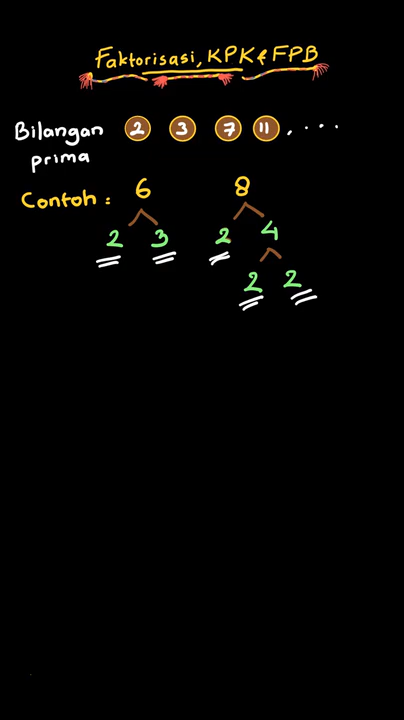 Faktorisasi, KPK & FPB
Bilangan prima 2 3 7 11, ....
Contoh : 6 8
2 3 2 4
2 2